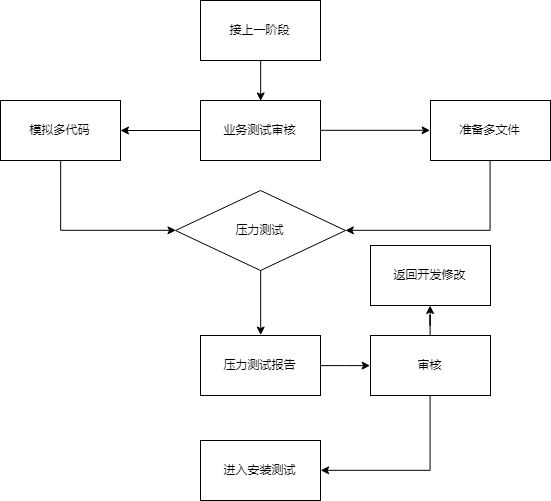 接上一阶段
模拟多代码
业务测试审核
准备多文件
压力测试
返回开发修改
压力测试报告
审核
进入安装测试